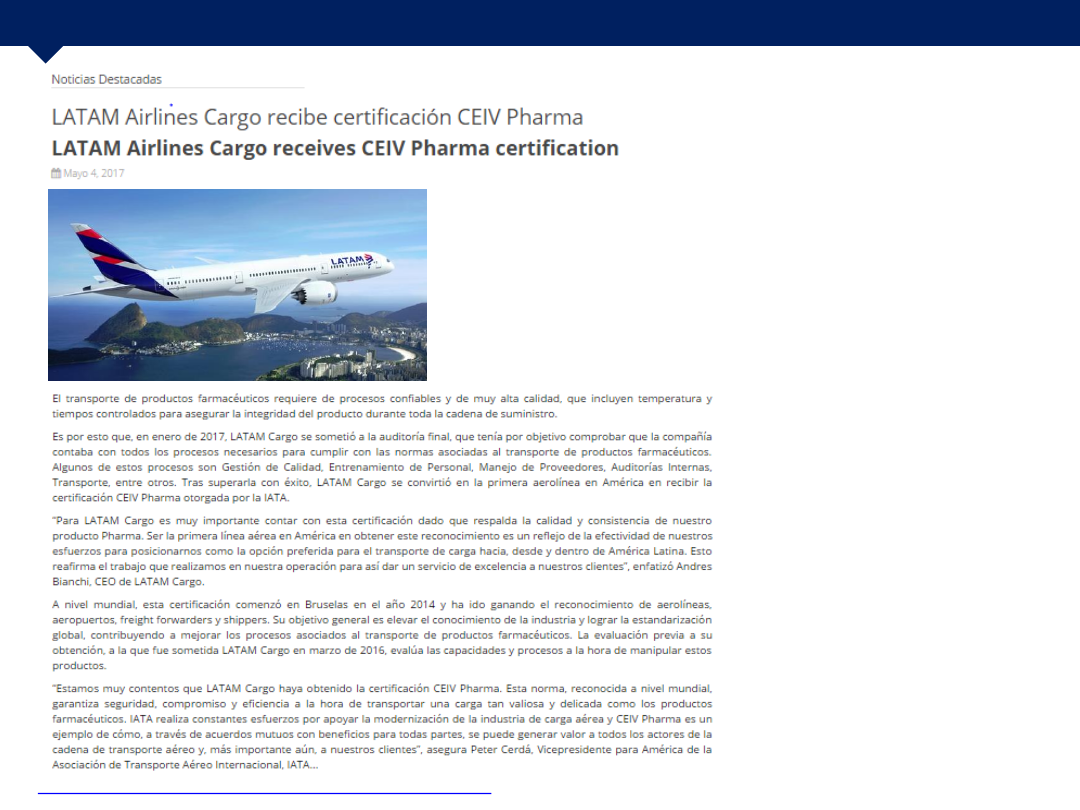 Noticias Destacadas
LATAM Airlines Cargo recibe certificación CEIV Pharma
LATAM Airlines Cargo receives CEIV Pharma certification
Mayo 4, 2017
LATAM
El transporte de productos farmacéuticos requiere de procesos confiables y de muy alta calidad, que incluyen temperatura y
tiempos controlados para asegurar la integridad del producto durante toda la cadena de suministro.
Es por esto que, en enero de 2017, LATAM Cargo se sometió a la auditoría final, que tenía por objetivo comprobar que la compañía
contaba con todos los procesos necesarios para cumplir con las normas asociadas al transporte de productos farmacéuticos.
Algunos de estos procesos son Gestión de Calidad, Entrenamiento de Personal, Manejo de Proveedores, Auditorías Internas,
Transporte, entre otros. Tras superarla con éxito, LATAM Cargo se convirtió en la primera aerolínea en América en recibir la
certificación CEIV Pharma otorgada por la IATA.
"Para LATAM Cargo es muy importante contar con esta certificación dado que respalda la calidad y consistencia de nuestro
producto Pharma. Ser la primera línea aérea en América en obtener este reconocimiento es un reflejo de la efectividad de nuestros
esfuerzos para posicionarnos como la opción preferida para el transporte de carga hacia, desde y dentro de América Latina. Esto
reafirma el trabajo que realizamos en nuestra operación para así dar un servicio de excelencia a nuestros clientes", enfatizó Andres
Bianchi, CEO de LATAM Cargo.
A nivel mundial, esta certificación comenzó en Bruselas en el año 2014 y ha ido ganando el reconocimiento de aerolíneas,
aeropuertos, freight forwarders y shippers. Su objetivo general es elevar el conocimiento de la industria y lograr la estandarización
global, contribuyendo a mejorar los procesos asociados al transporte de productos farmacéuticos. La evaluación previa a su
obtención, a la que fue sometida LATAM Cargo en marzo de 2016, evalúa las capacidades y procesos a la hora de manipular estos
productos.
"Estamos muy contentos que LATAM Cargo haya obtenido la certificación CEIV Pharma. Esta norma, reconocida a nivel mundial,
garantiza seguridad, compromiso y eficiencia a la hora de transportar una carga tan valiosa y delicada como los productos
farmacéuticos. IATA realiza constantes esfuerzos por apoyar la modernización de la industria de carga aérea y CEIV Pharma es un
ejemplo de cómo, a través de acuerdos mutuos con beneficios para todas partes, se puede generar valor a todos los actores de la
cadena de transporte aéreo y, más importante aún, a nuestros clientes", asegura Peter Cerdá, Vicepresidente para América de la
Asociación de Transporte Aéreo Internacional, IATA...